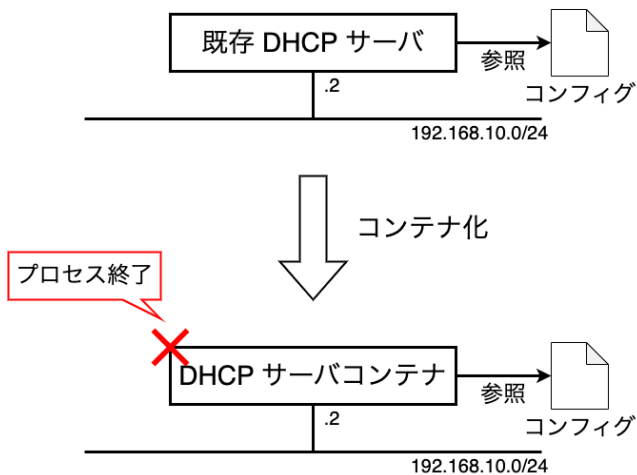 既存 DHCP サーバ
参照
.2
コンフィグ
192.168.10.0/24
コンテナ化
プロセス終了
DHCP サーバコンテナ
参照
.2
コンフィグ
192.168.10.0/24